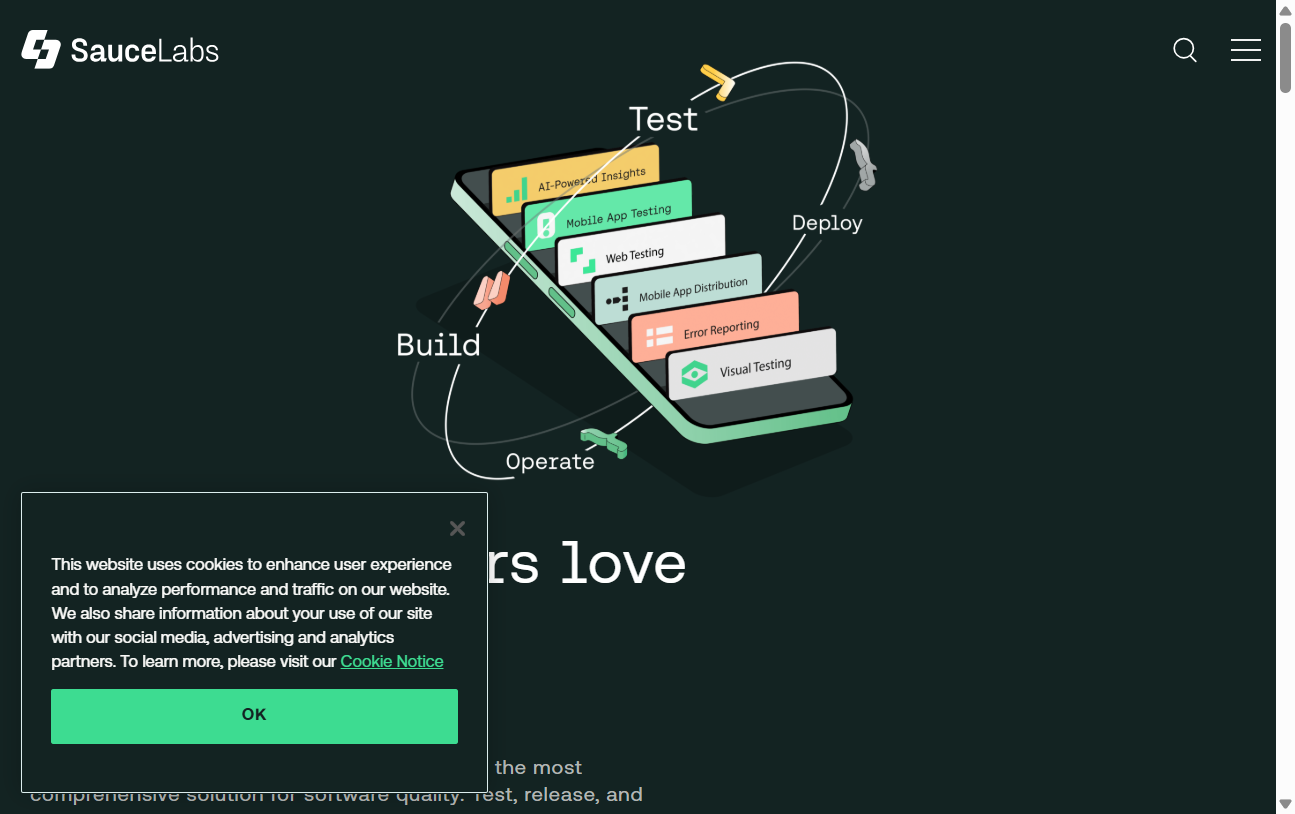 SauceLabs
Test
AI-Powered Insights
Mobile App Testing
Deploy
Web Testing
Mobile App Distribution
Error Reporting
Build
Visual Testing
Operate
rs love
This website uses cookies to enhance user experience
and to analyze performance and traffic on our website.
We also share information about your use of our site
with our social media, advertising and analytics
partners. To learn more, please visit our Cookie Notice
OK
the most
comprehensive solution for software quality. Test, release, and